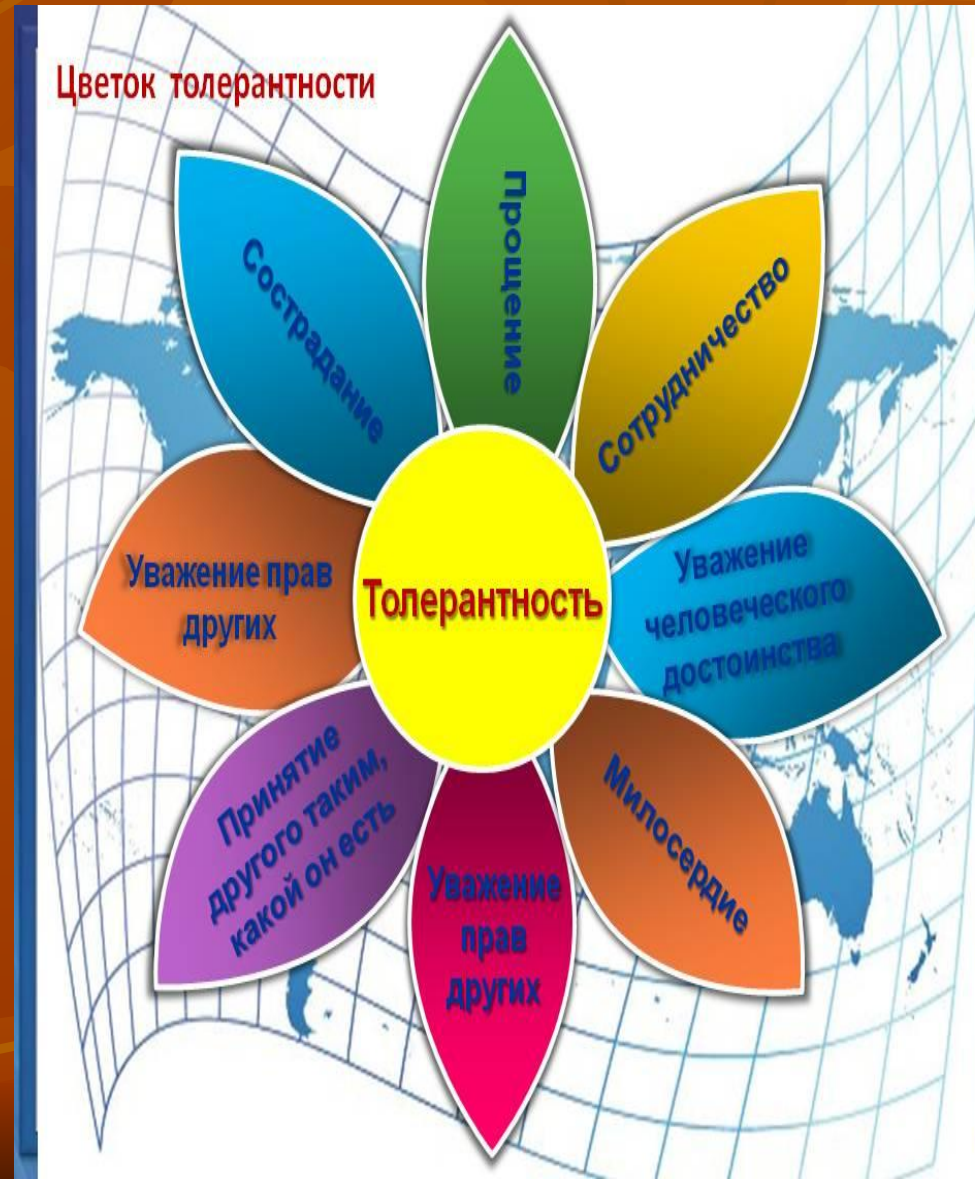 Цветок толерантности
Прощение
Сотрудничество
Уважение
человеческого
достоинства
Милосердие
Уважение
прав
других
Принятие
другого таким,
какой он есть
Уважение прав
других
Сострадание
Толерантность